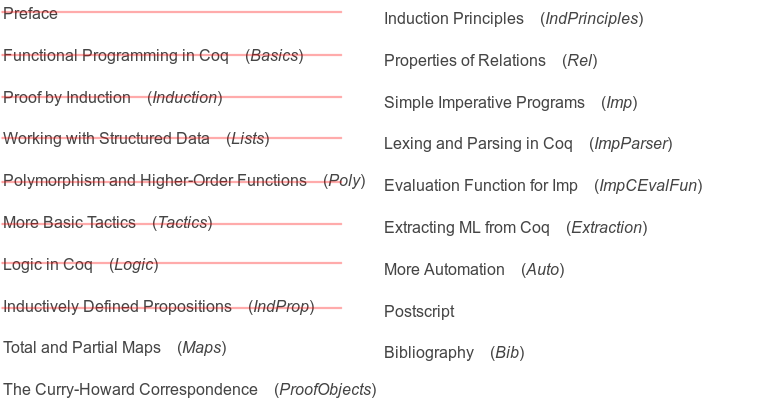 Preface
Functional Programming in Coq (Basics)
Proof by Induction (Induction)
Working with Structured Data (Lists)
Polymorphism and Higher-Order Functions (Poly)
More Basic Tactics (Tactics)
Logic in Coq (Logic)
Inductively Defined Propositions (IndProp)
Total and Partial Maps (Maps)
The Curry-Howard Correspondence (ProofObjects)
Induction Principles (IndPrinciples)
Properties of Relations (Rel)
Simple Imperative Programs (Imp)
Lexing and Parsing in Coq (ImpParser)
Evaluation Function for Imp (ImpCEvalFun)
Extracting ML from Coq (Extraction)
More Automation (Auto)
Postscript
Bibliography (Bib)